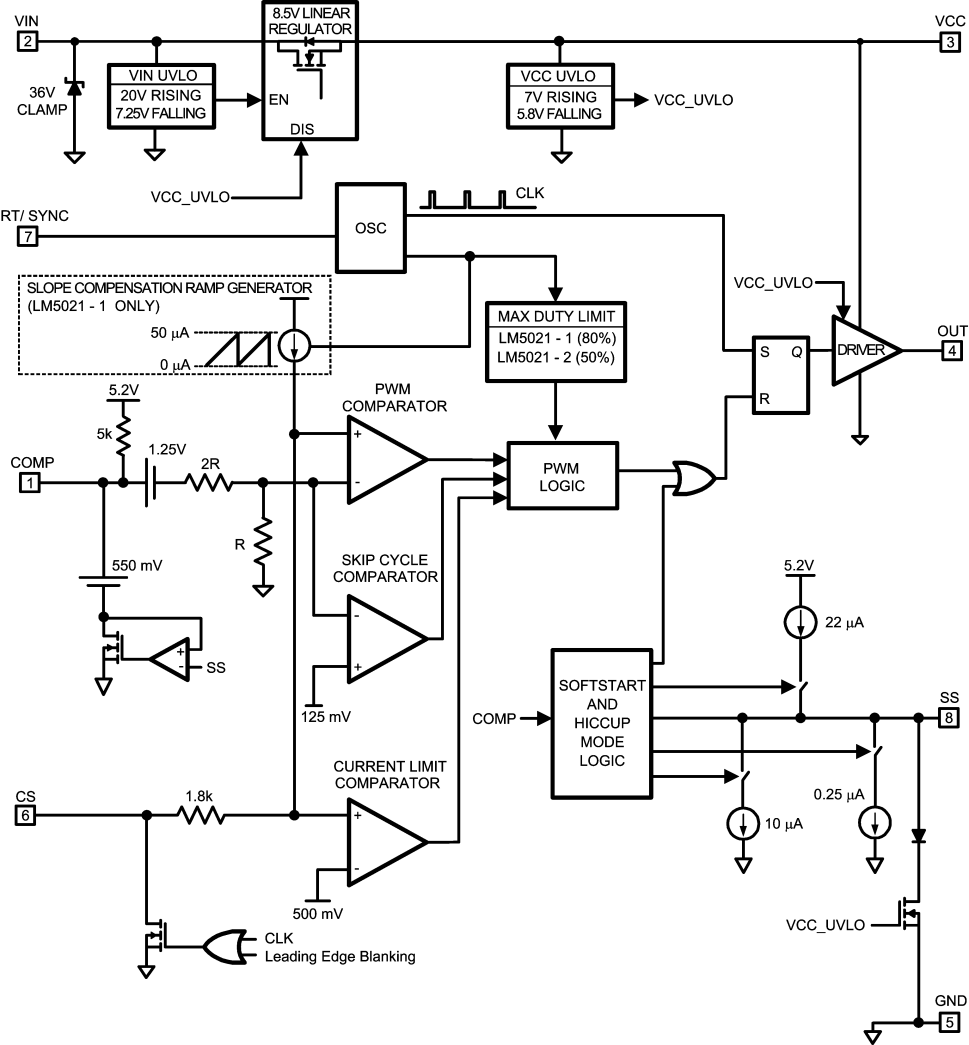 VIN
2
8.5V LINEAR
REGULATOR
VCC
3
36V
CLAMP
VIN UVLO
20V RISING
7.25V FALLING
EN
DIS
VCC UVLO
7V RISING
5.8V FALLING
VCC_UVLO
VCC_UVLO
RT/ SYNC
7
OSC
CLK
SLOPE COMPENSATION RAMP GENERATOR
(LM5021 - 1 ONLY)
50 µA
0 µA
MAX DUTY LIMIT
LM5021 - 1 (80%)
LM5021 - 2 (50%)
VCC_UVLO
S
Q
R
DRIVER
OUT
4
5.2V
5k
PWM
COMPARATOR
COMP
1
1.25V
2R
+
-
PWM
LOGIC
R
550 mV
SKIP CYCLE
COMPARATOR
-
+
125 mV
+
-
SS
5.2V
22 µA
SOFTSTART
AND
HICCUP
MODE
LOGIC
COMP
SS
8
CURRENT LIMIT
COMPARATOR
CS
6
1.8k
+
-
500 mV
10 µA
0.25 µA
VCC_UVLO
CLK
Leading Edge Blanking
GND
5